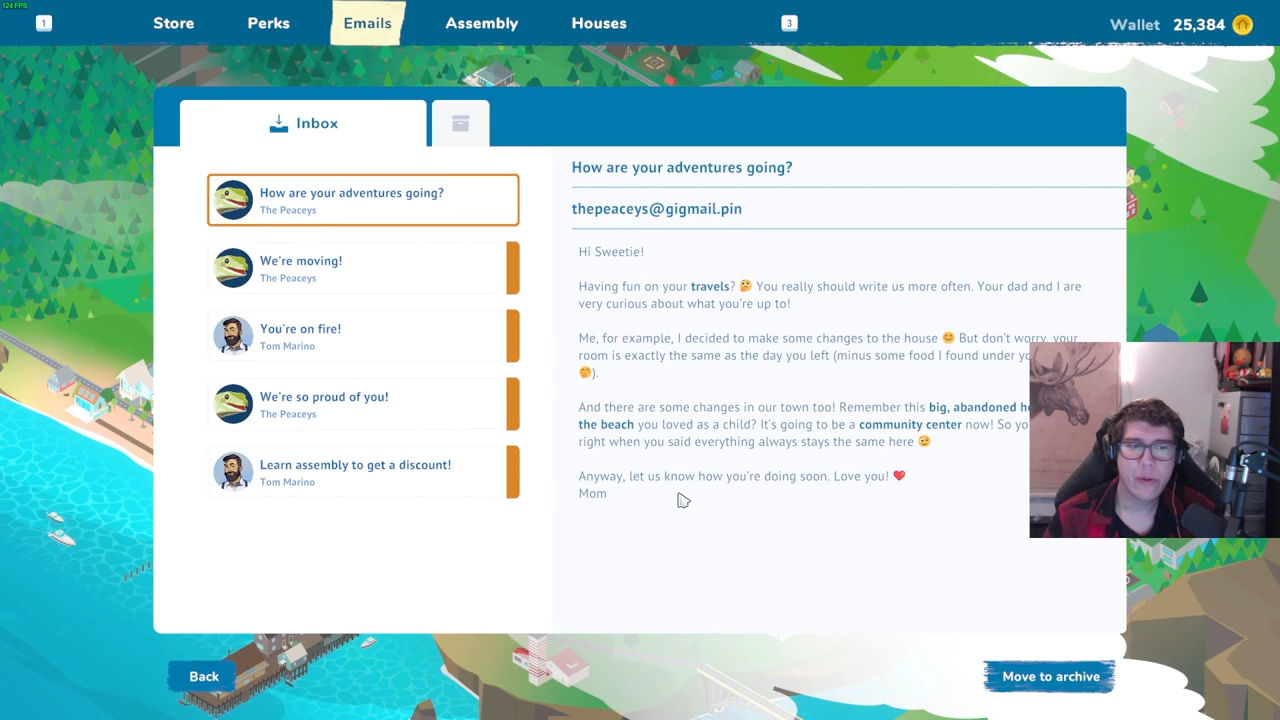 124 FPS
1
Store
Perks
Emails
Assembly
Houses
3
Wallet 25,384
Inbox
How are your adventures going?
The Peaceys
We're moving!
The Peaceys
You're on fire!
Tom Marino
We're so proud of you!
The Peaceys
Learn assembly to get a discount!
Tom Marino
How are your adventures going?
thepeaceys@gigmail.pin
Hi Sweetie!
Having fun on your travels? 🤔 You really should write us more often. Your dad and I are
very curious about what you're up to!
Me, for example, I decided to make some changes to the house 😊 But don't worry, your
room is exactly the same as the day you left (minus some food I found under
🤭).
And there are some changes in our town too! Remember this big, abandoned
the beach you loved as a child? It's going to be a community center now! So
right when you said everything always stays the same here 😉
Anyway, let us know how you're doing soon. Love you! ❤️
Mom
Back
Move to archive